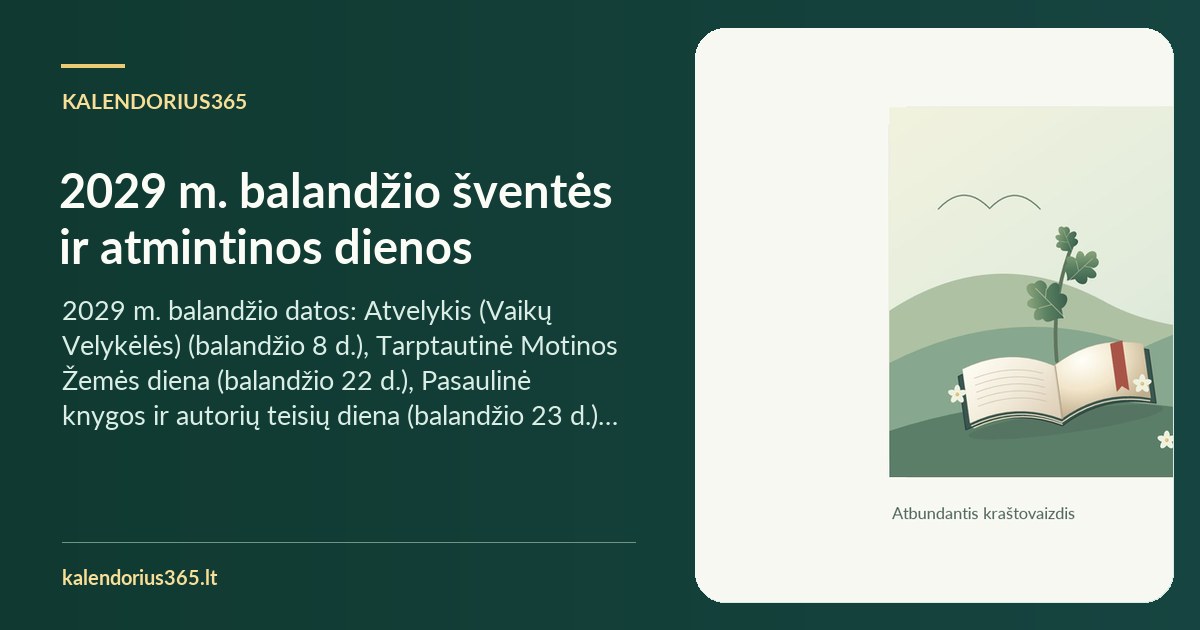 KALENDORIUS365
2029 m. balandžio šventės
ir atmintinos dienos
2029 m. balandžio datos: Atvelykis (Vaikų
Velykėlės) (balandžio 8 d.), Tarptautinė Motinos
Žemės diena (balandžio 22 d.), Pasaulinė
knygos ir autorių teisių diena (balandžio 23 d.)...
kalendorius365.lt
Atbundantis kraštovaizdis